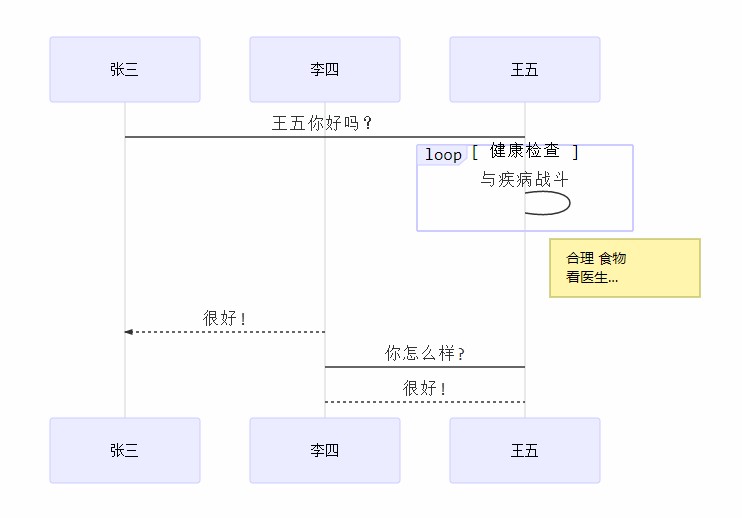 张三
李四
王五
王五你好吗？
loop [ 健康检查 ]
与疾病战斗
合理 食物
看医生...
很好！
你怎么样?
很好！
张三
李四
王五